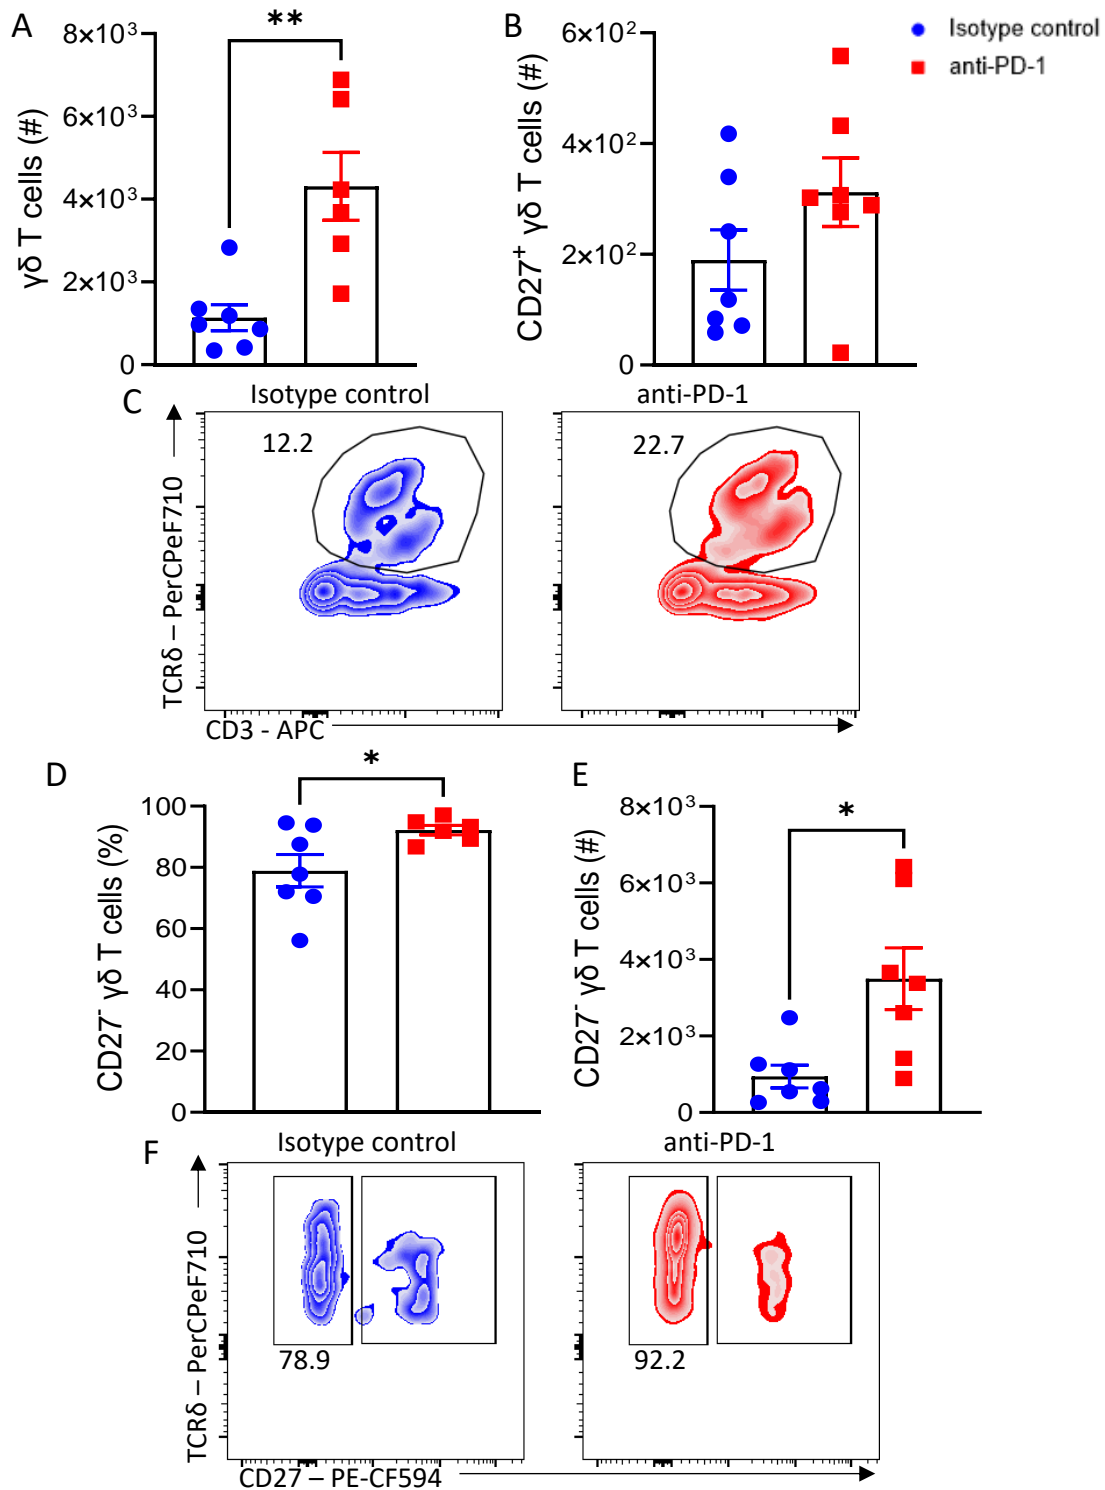 A
**
8×10³
6×10³
4×10³
2×10³
0
γδ T cells (#)
B
6×10²
4×10²
2×10²
0
CD27⁺ γδ T cells (#)
Isotype control
anti-PD-1
C
Isotype control
anti-PD-1
12.2
22.7
TCRδ – PerCPeF710
CD3 - APC
D
*
100
80
60
40
20
0
CD27⁻ γδ T cells (%)
E
*
8×10³
6×10³
4×10³
2×10³
0
CD27⁻ γδ T cells (#)
F
Isotype control
anti-PD-1
78.9
92.2
TCRδ – PerCPeF710
CD27 – PE-CF594